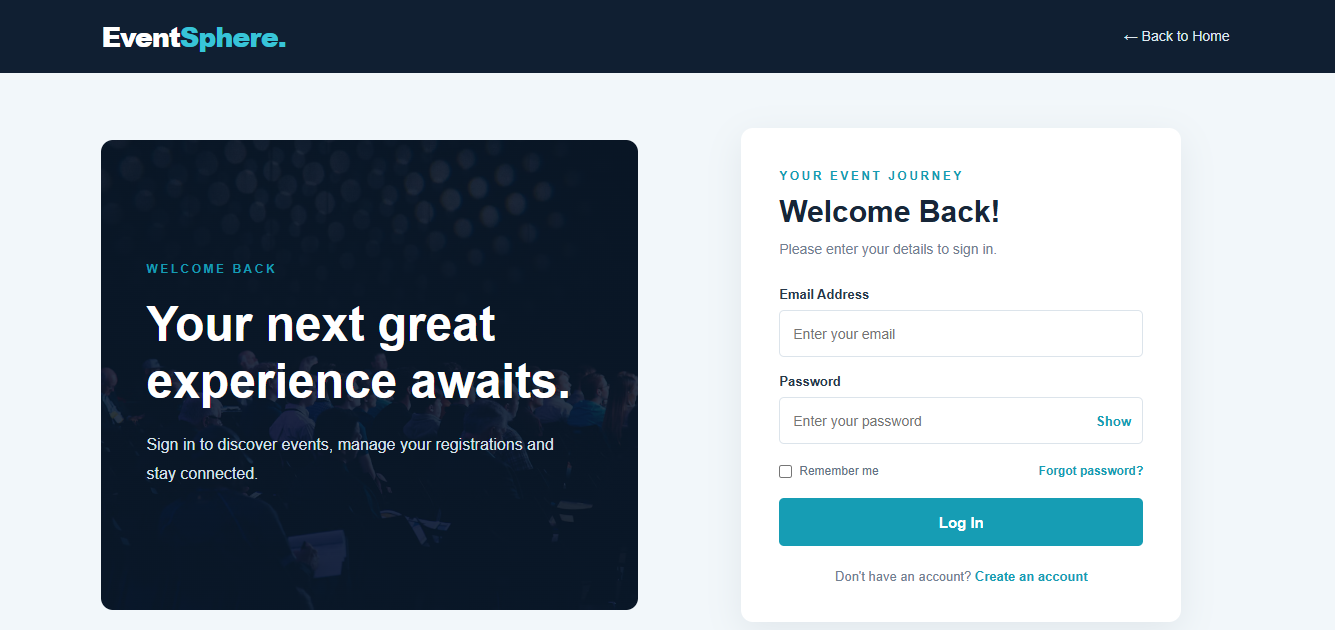 EventSphere.
← Back to Home
WELCOME BACK
Your next great
experience awaits.
Sign in to discover events, manage your registrations and
stay connected.
YOUR EVENT JOURNEY
Welcome Back!
Please enter your details to sign in.
Email Address
Enter your email
Password
Enter your password Show
Remember me Forgot password?
Log In
Don't have an account? Create an account